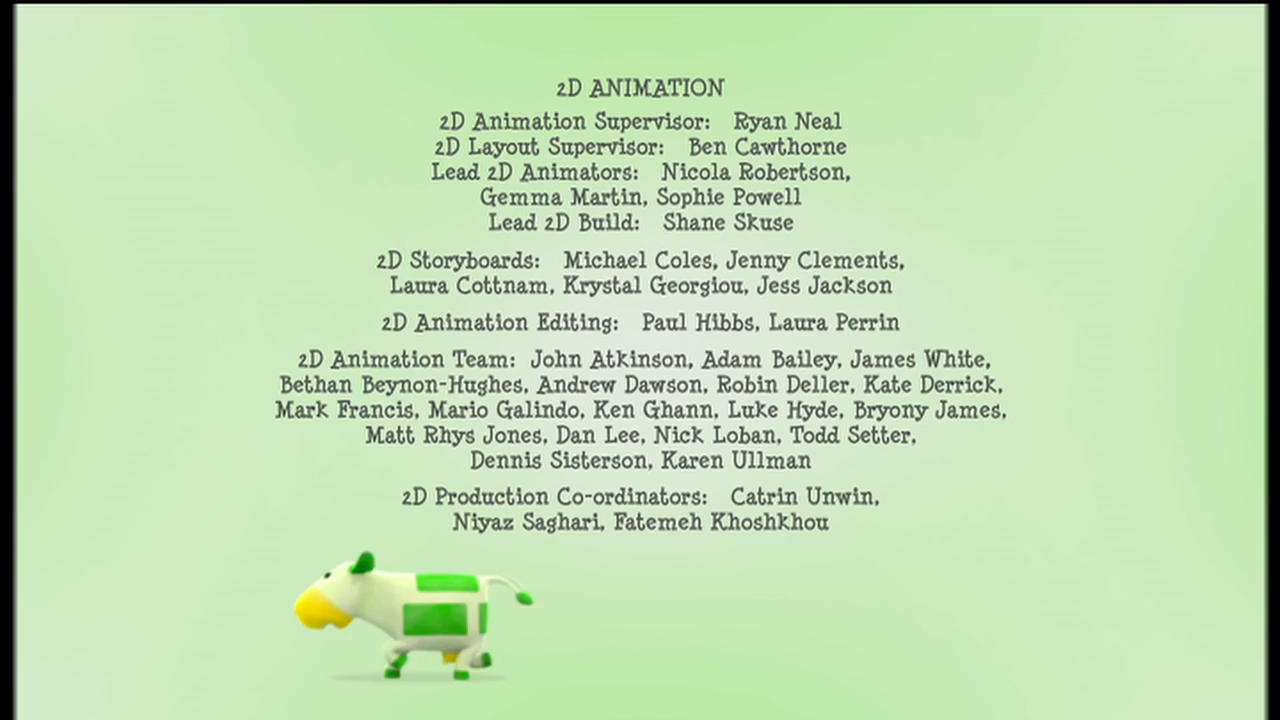 2D ANIMATION
2D Animation Supervisor: Ryan Neal
2D Layout Supervisor: Ben Cawthorne
Lead 2D Animators: Nicola Robertson,
Gemma Martin, Sophie Powell
Lead 2D Build: Shane Skuse
2D Storyboards: Michael Coles, Jenny Clements,
Laura Cottnam, Krystal Georgiou, Jess Jackson
2D Animation Editing: Paul Hibbs, Laura Perrin
2D Animation Team: John Atkinson, Adam Bailey, James White,
Bethan Beynon-Hughes, Andrew Dawson, Robin Deller, Kate Derrick,
Mark Francis, Mario Galindo, Ken Ghann, Luke Hyde, Bryony James,
Matt Rhys Jones, Dan Lee, Nick Loban, Todd Setter,
Dennis Sisterson, Karen Ullman
2D Production Co-ordinators: Catrin Unwin,
Niyaz Saghari, Fatemeh Khoshkhou